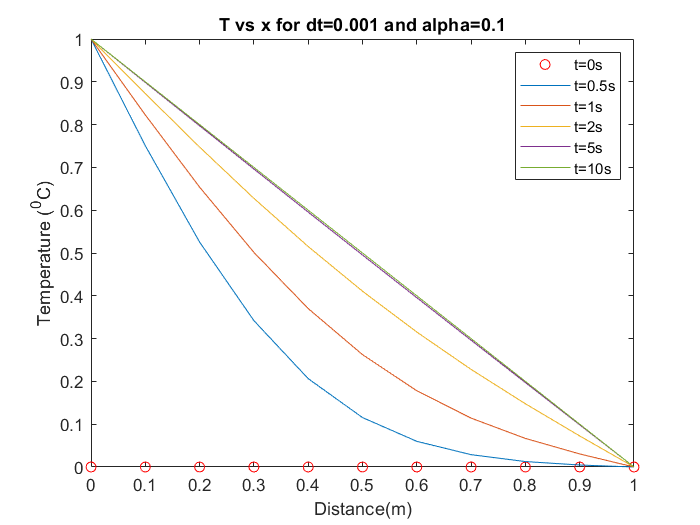 T vs x for dt=0.001 and alpha=0.1
1
0.9
0.8
0.7
0.6
0.5
0.4
0.3
0.2
0.1
0
Temperature (⁰C)
t=0s
t=0.5s
t=1s
t=2s
t=5s
t=10s
0 0.1 0.2 0.3 0.4 0.5 0.6 0.7 0.8 0.9 1
Distance(m)